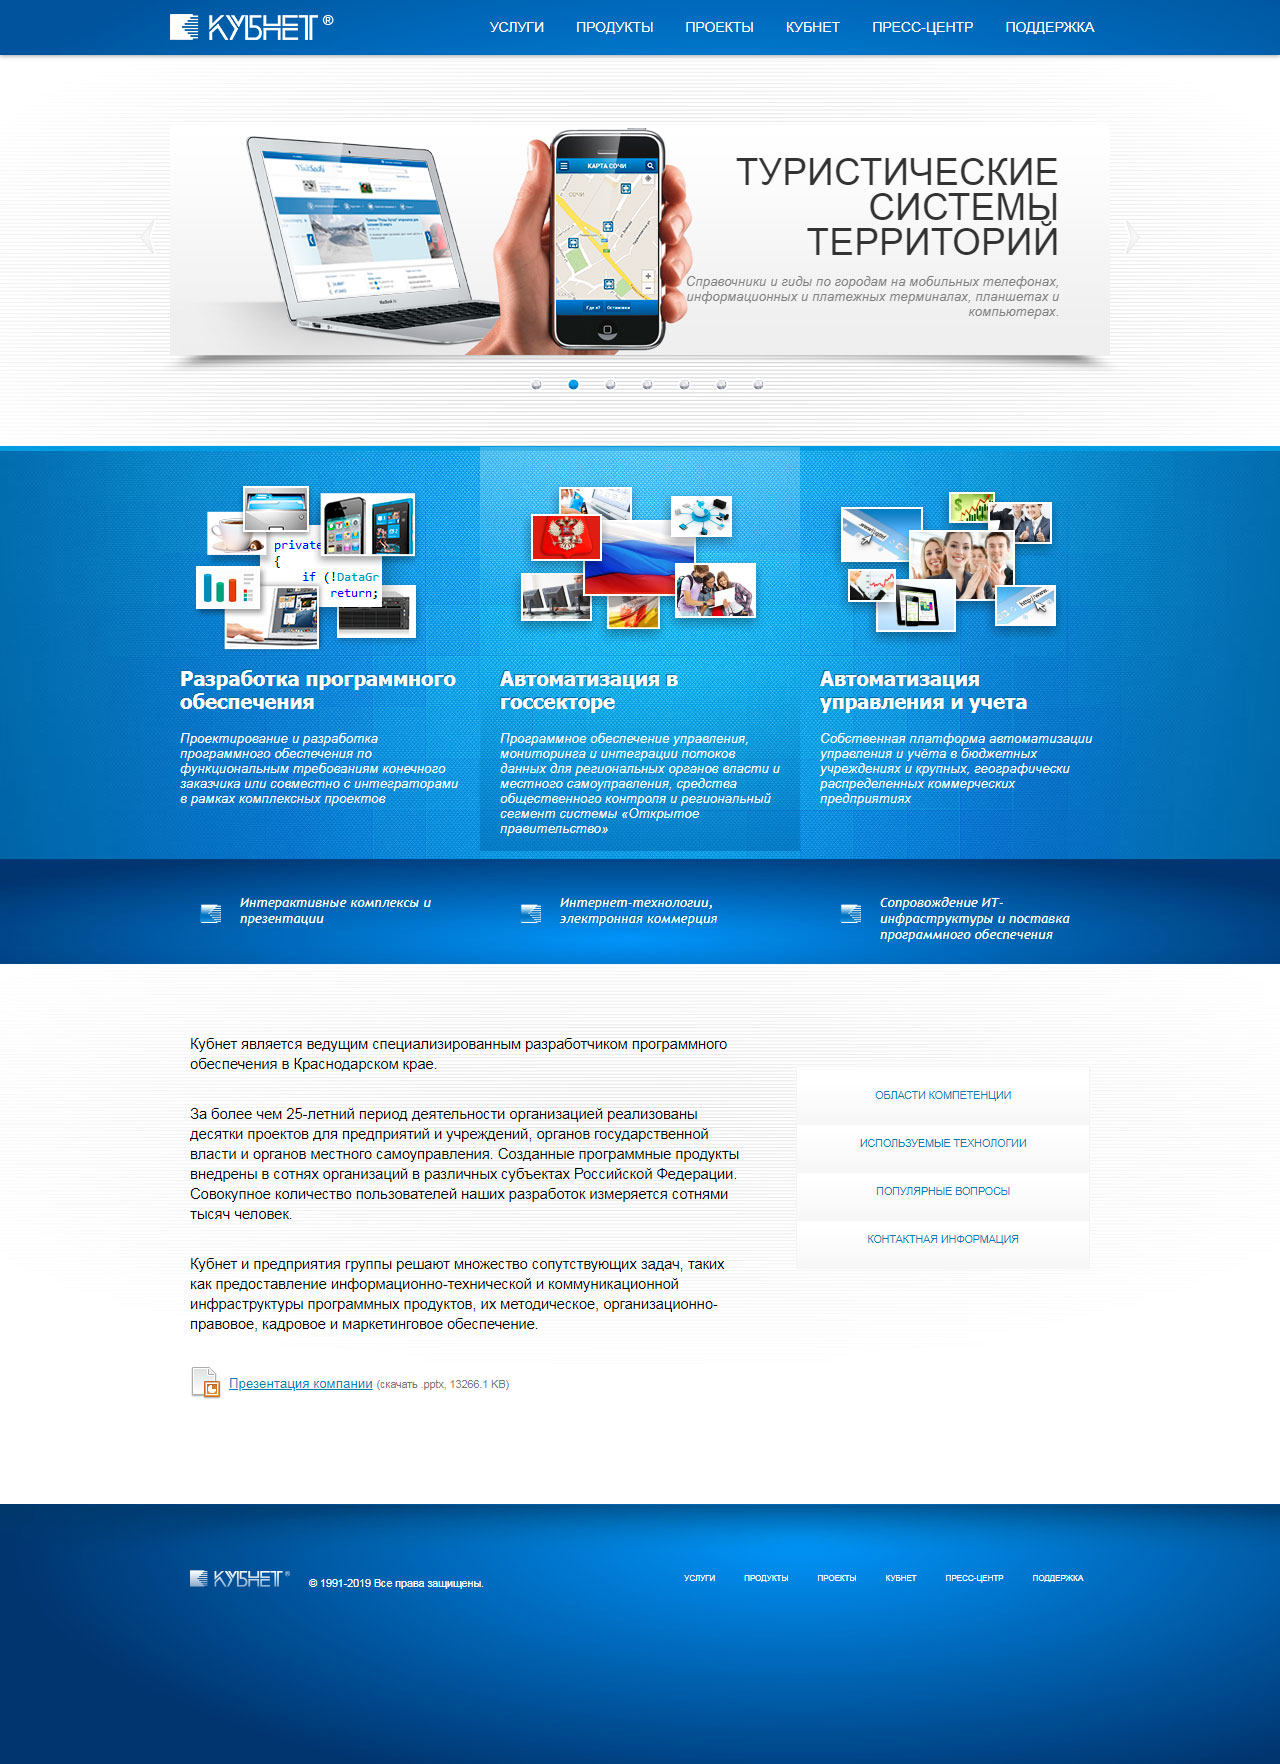 КУБНЕТ ®
УСЛУГИ ПРОДУКТЫ ПРОЕКТЫ КУБНЕТ ПРЕСС-ЦЕНТР ПОДДЕРЖКА
КАРТА СОЧИ
СОЧИ
ТУРИСТИЧЕСКИЕ
СИСТЕМЫ
ТЕРРИТОРИЙ
Справочники и гиды по городам на мобильных телефонах,
информационных и платежных терминалах, планшетах и
компьютерах.
Где я? Остановки
private
{
if (!DataGr
return;
http://www.
Разработка программного
обеспечения
Проектирование и разработка
программного обеспечения по
функциональным требованиям конечного
заказчика или совместно с интеграторами
в рамках комплексных проектов
Автоматизация в
госсекторе
Программное обеспечение управления,
мониторинга и интеграции потоков
данных для региональных органов власти и
местного самоуправления, средства
общественного контроля и региональный
сегмент системы «Открытое
правительство»
Автоматизация
управления и учета
Собственная платформа автоматизации
управления и учёта в бюджетных
учреждениях и крупных, географически
распределенных коммерческих
предприятиях
Интерактивные комплексы и
презентации
Интернет-технологии,
электронная коммерция
Сопровождение ИТ-
инфраструктуры и поставка
программного обеспечения
Кубнет является ведущим специализированным разработчиком программного
обеспечения в Краснодарском крае.
За более чем 25-летний период деятельности организацией реализованы
десятки проектов для предприятий и учреждений, органов государственной
власти и органов местного самоуправления. Созданные программные продукты
внедрены в сотнях организаций в различных субъектах Российской Федерации.
Совокупное количество пользователей наших разработок измеряется сотнями
тысяч человек.
Кубнет и предприятия группы решают множество сопутствующих задач, таких
как предоставление информационно-технической и коммуникационной
инфраструктуры программных продуктов, их методическое, организационно-
правовое, кадровое и маркетинговое обеспечение.
Презентация компании (скачать .pptx, 13266.1 KB)
ОБЛАСТИ КОМПЕТЕНЦИИ
ИСПОЛЬЗУЕМЫЕ ТЕХНОЛОГИИ
ПОПУЛЯРНЫЕ ВОПРОСЫ
КОНТАКТНАЯ ИНФОРМАЦИЯ
КУБНЕТ ® © 1991-2019 Все права защищены.
УСЛУГИ ПРОДУКТЫ ПРОЕКТЫ КУБНЕТ ПРЕСС-ЦЕНТР ПОДДЕРЖКА